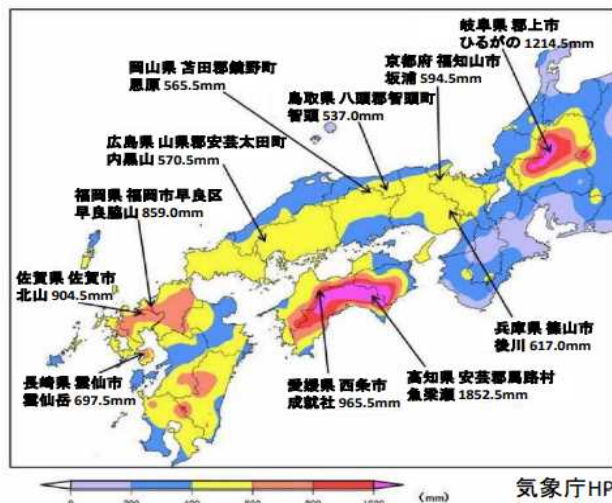 岐阜県 郡上市
ひるがの 1214.5mm
京都府 福知山市
坂浦 594.5mm
岡山県 苫田郡鏡野町
恩原 565.5mm
鳥取県 八頭郡智頭町
智頭 537.0mm
広島県 山県郡安芸太田町
内黒山 570.5mm
福岡県 福岡市早良区
早良脇山 859.0mm
佐賀県 佐賀市
北山 904.5mm
長崎県 雲仙市
雲仙岳 697.5mm
愛媛県 西条市
成就社 965.5mm
高知県 安芸郡馬路村
魚梁瀬 1852.5mm
兵庫県 篠山市
後川 617.0mm
(mm)
気象庁HP